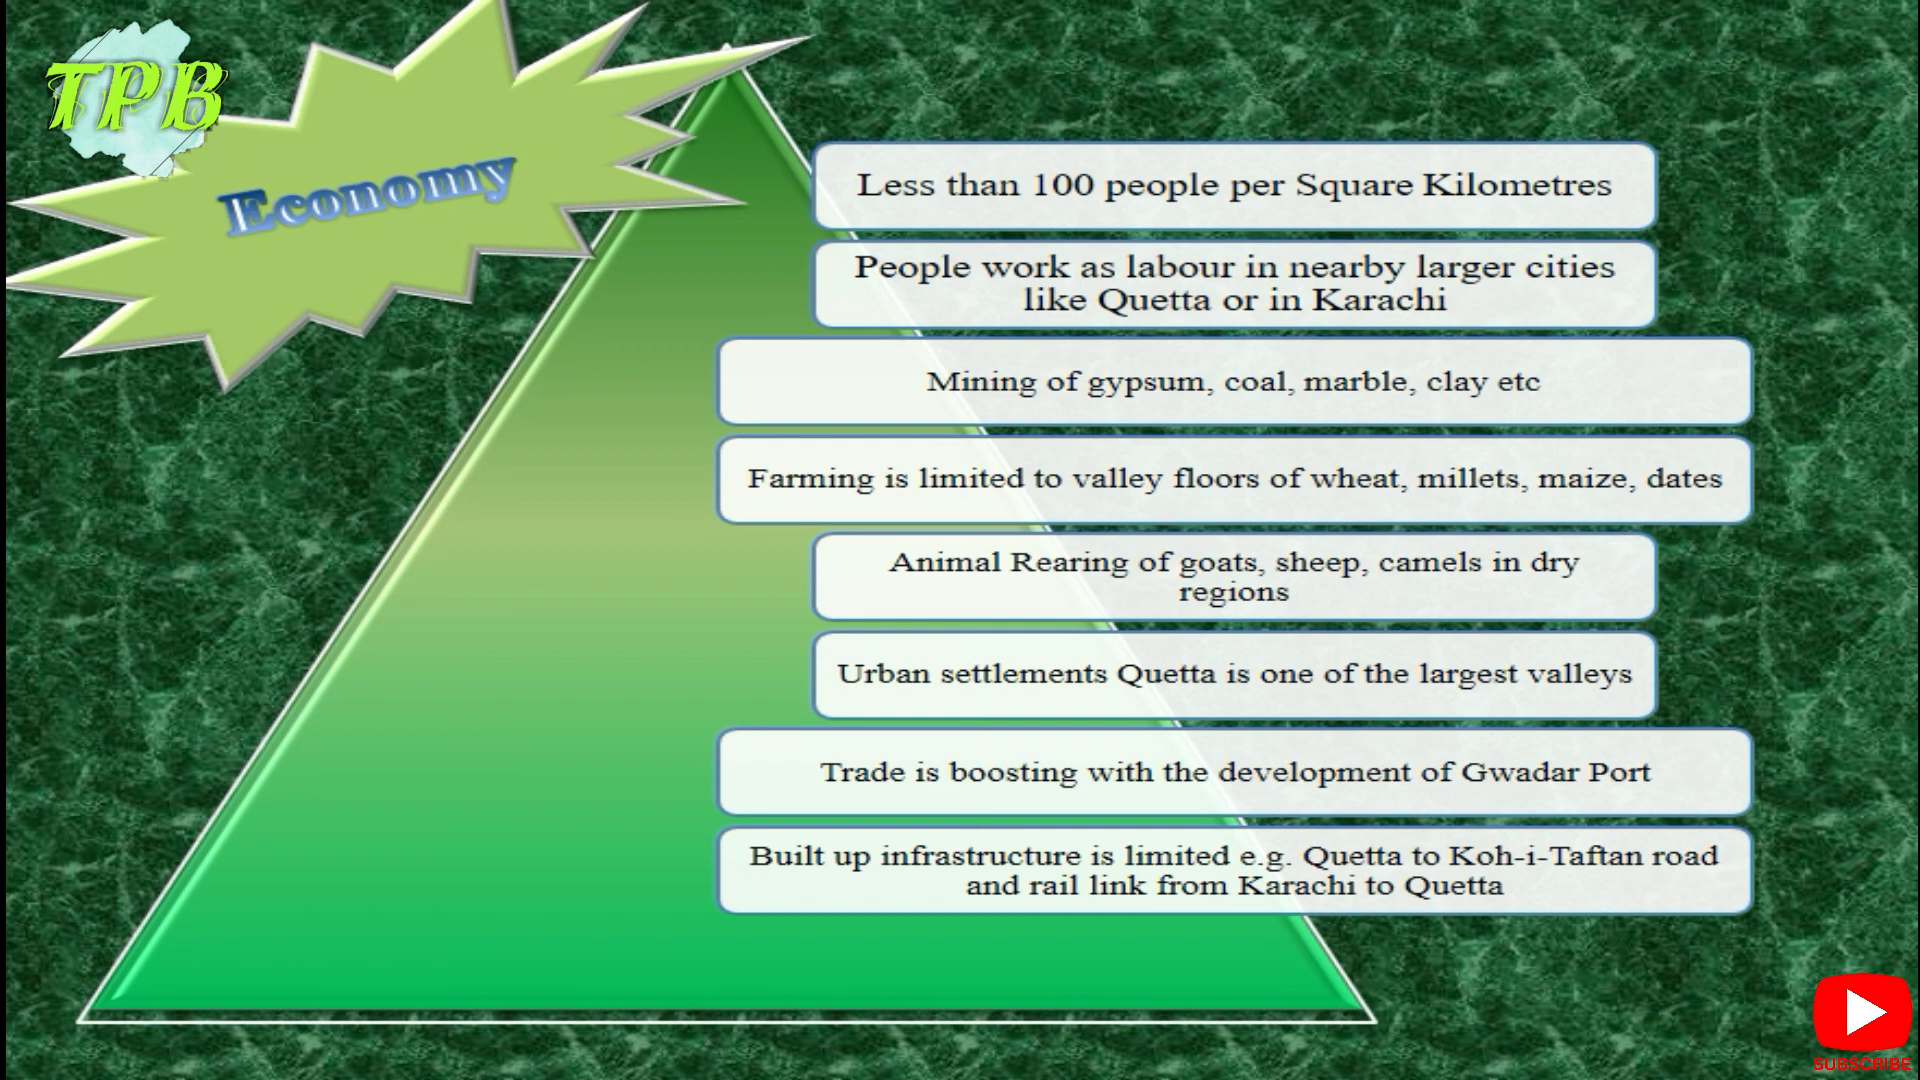 TPB
Economy
Less than 100 people per Square Kilometres
People work as labour in nearby larger cities
like Quetta or in Karachi
Mining of gypsum, coal, marble, clay etc
Farming is limited to valley floors of wheat, millets, maize, dates
Animal Rearing of goats, sheep, camels in dry
regions
Urban settlements Quetta is one of the largest valleys
Trade is boosting with the development of Gwadar Port
Built up infrastructure is limited e.g. Quetta to Koh-i-Taftan road
and rail link from Karachi to Quetta
SUBSCRIBE